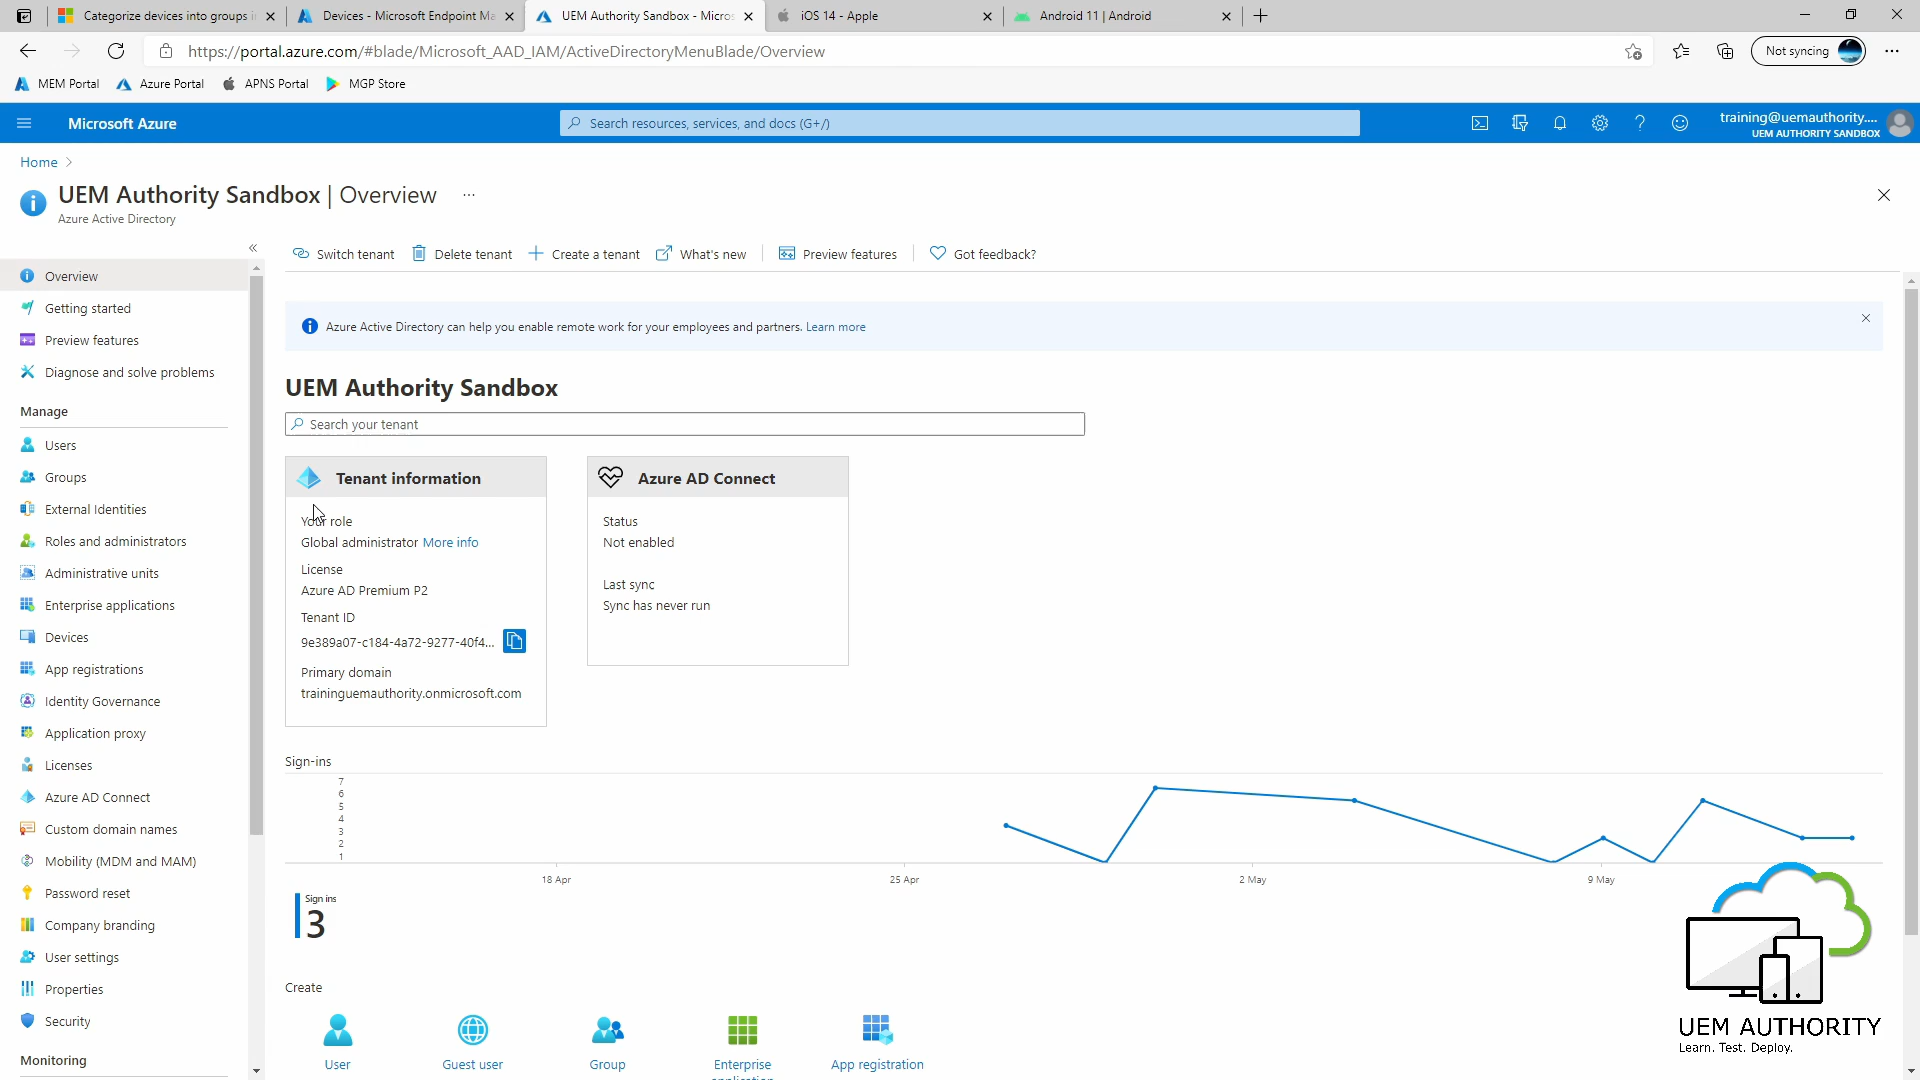 Categorize devices into groups i
Devices - Microsoft Endpoint Ma
UEM Authority Sandbox - Micros
iOS 14 - Apple
Android 11 | Android
https://portal.azure.com/#blade/Microsoft_AAD_IAM/ActiveDirectoryMenuBlade/Overview
Not syncing
MEM Portal
Azure Portal
APNS Portal
MGP Store
Microsoft Azure
Search resources, services, and docs (G+/)
training@uemauthority....
UEM AUTHORITY SANDBOX
Home
UEM Authority Sandbox | Overview
Azure Active Directory
Switch tenant
Delete tenant
Create a tenant
What's new
Preview features
Got feedback?
Overview
Getting started
Preview features
Diagnose and solve problems
Manage
Users
Groups
External Identities
Roles and administrators
Administrative units
Enterprise applications
Devices
App registrations
Identity Governance
Application proxy
Licenses
Azure AD Connect
Custom domain names
Mobility (MDM and MAM)
Password reset
Company branding
User settings
Properties
Security
Monitoring
Azure Active Directory can help you enable remote work for your employees and partners. Learn more
UEM Authority Sandbox
Search your tenant
Tenant information
Your role
Global administrator More info
License
Azure AD Premium P2
Tenant ID
9e389a07-c184-4a72-9277-40f4...
Primary domain
traininguemauthority.onmicrosoft.com
Azure AD Connect
Status
Not enabled
Last sync
Sync has never run
Sign-ins
7
6
5
4
3
2
1
18 Apr
25 Apr
2 May
9 May
Sign ins
3
Create
User
Guest user
Group
Enterprise
App registration
UEM AUTHORITY
Learn. Test. Deploy.